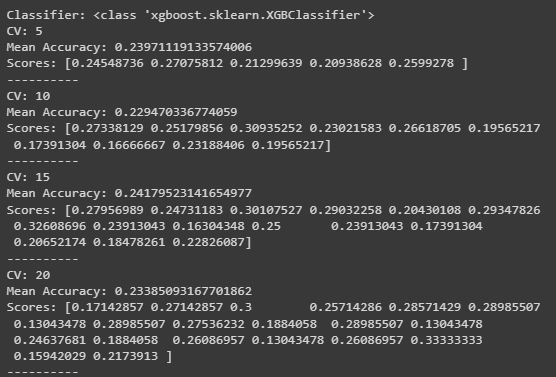 Classifier: <class 'xgboost.sklearn.XGBClassifier'>
CV: 5
Mean Accuracy: 0.23971119133574006
Scores: [0.24548736 0.27075812 0.21299639 0.20938628 0.2599278 ]
----------
CV: 10
Mean Accuracy: 0.229470336774059
Scores: [0.27338129 0.25179856 0.30935252 0.23021583 0.26618705 0.19565217
 0.17391304 0.16666667 0.23188406 0.19565217]
----------
CV: 15
Mean Accuracy: 0.24179523141654977
Scores: [0.27956989 0.24731183 0.30107527 0.29032258 0.20430108 0.29347826
 0.32608696 0.23913043 0.16304348 0.25       0.23913043 0.17391304
 0.20652174 0.18478261 0.22826087]
----------
CV: 20
Mean Accuracy: 0.23385093167701862
Scores: [0.17142857 0.27142857 0.3        0.25714286 0.28571429 0.28985507
 0.13043478 0.28985507 0.27536232 0.1884058  0.28985507 0.13043478
 0.24637681 0.1884058  0.26086957 0.13043478 0.26086957 0.33333333
 0.15942029 0.2173913 ]
----------